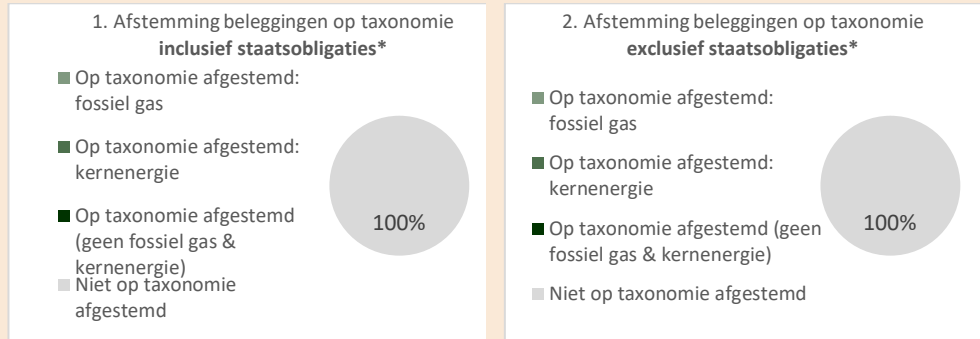 1. Afstemming beleggingen op taxonomie
inclusief staatsobligaties*
Op taxonomie afgestemd:
fossiel gas
Op taxonomie afgestemd:
kernenergie
Op taxonomie afgestemd
(geen fossiel gas &
kernenergie)
Niet op taxonomie
afgestemd
100%
2. Afstemming beleggingen op taxonomie
exclusief staatsobligaties*
Op taxonomie afgestemd:
fossiel gas
Op taxonomie afgestemd:
kernenergie
Op taxonomie afgestemd (geen
fossiel gas & kernenergie)
Niet op taxonomie afgestemd
100%